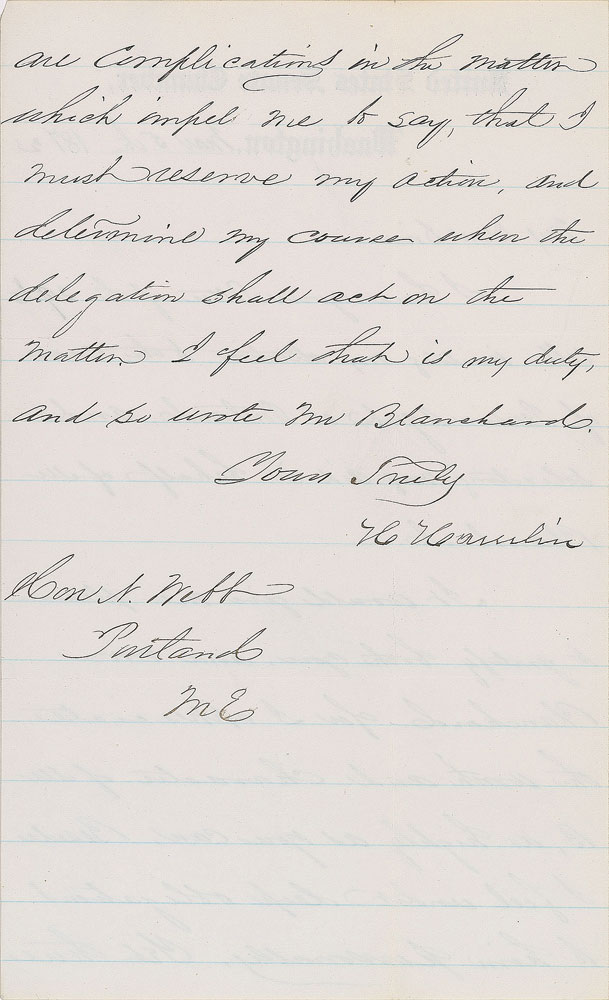 are complications in the matter
which impel me to say, that I
must reserve my action, and
determine my course when the
delegation shall act on the
matter. I feel that is my duty,
and so wrote Mr Blanchard.
Yours Truly
H Hamlin
Hon N. Webb
Portland
ME